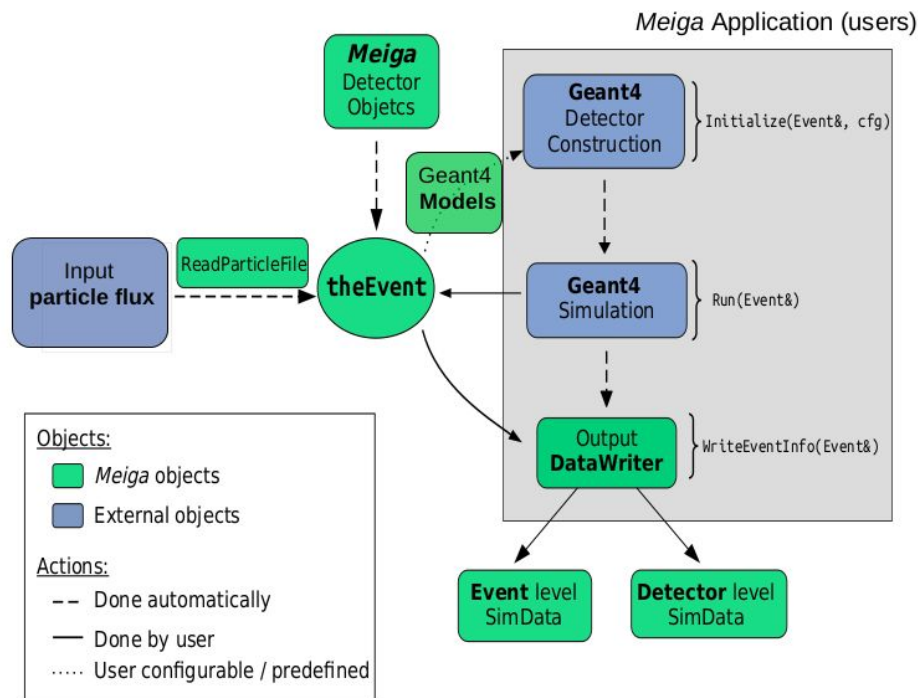 Meiga Application (users)
Meiga
Detector
Objetcs
Geant4
Detector
Construction
Initialize(Event&, cfg)
Geant4
Models
Input
particle flux
ReadParticleFile
theEvent
Geant4
Simulation
Run(Event&)
Output
DataWriter
WriteEventInfo(Event&)
Objects:
Meiga objects
External objects
Actions:
Done automatically
Done by user
User configurable / predefined
Event level
SimData
Detector level
SimData